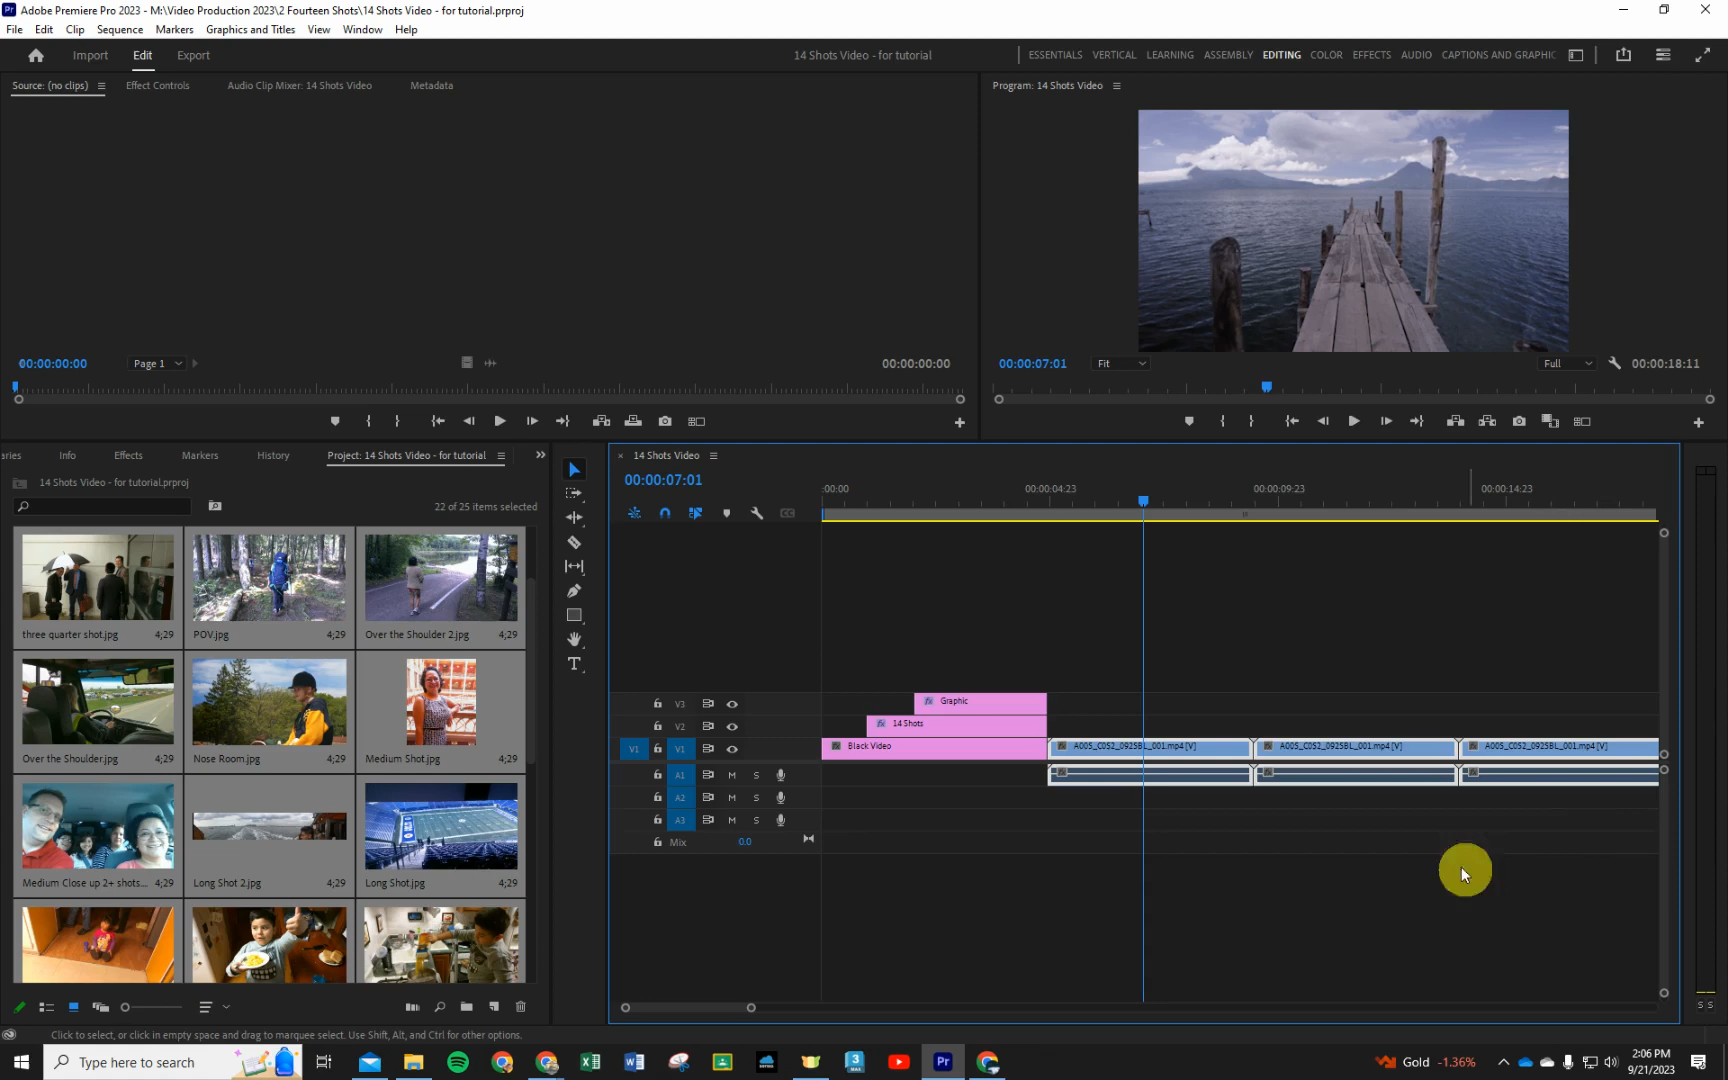 Adobe Premiere Pro 2023 - M:\Video Production 2023\2 Fourteen Shots\14 Shots Video - for tutorial.prproj
File Edit Clip Sequence Markers Graphics and Titles View Window Help
Import Edit Export 14 Shots Video - for tutorial ESSENTIALS VERTICAL LEARNING ASSEMBLY EDITING COLOR EFFECTS AUDIO CAPTIONS AND GRAPHIC
Source: (no clips) Effect Controls Audio Clip Mixer: 14 Shots Video Metadata Program: 14 Shots Video
00:00:00:00 Page 1 00:00:00:00 00:00:07:01 Fit Full 00:00:18:11
aries Info Effects Markers History Project: 14 Shots Video - for tutorial
14 Shots Video - for tutorial.prproj
22 of 25 items selected
three quarter shot.jpg 4;29 POV.jpg 4;29 Over the Shoulder 2.jpg 4;29
Over the Shoulder.jpg 4;29 Nose Room.jpg 4;29 Medium Shot.jpg 4;29
Medium Close up 2+ shots... 4;29 Long Shot 2.jpg 4;29 Long Shot.jpg 4;29
14 Shots Video
00:00:07:01
:00:00 00:00:04:23 00:00:09:23 00:00:14:23
V3 Graphic
V2 14 Shots
V1 V1 Black Video A005_C052_0925BL_001.mp4 [V] A005_C052_0925BL_001.mp4 [V] A005_C052_0925BL_001.mp4 [V]
A1 M S
A2 M S
A3 M S
Mix 0.0
S S
Click to select, or click in empty space and drag to marquee select. Use Shift, Alt, and Ctrl for other options.
Type here to search Gold -1.36% 2:06 PM
9/21/2023